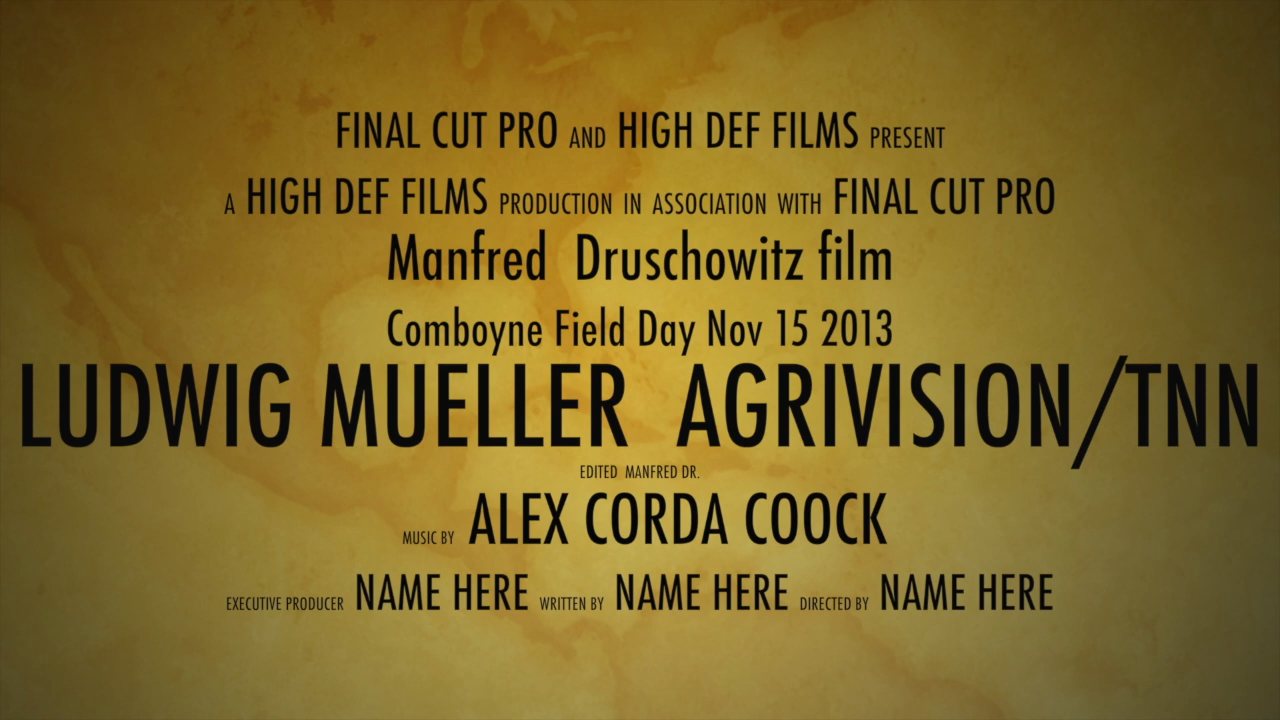 FINAL CUT PRO AND HIGH DEF FILMS PRESENT
A HIGH DEF FILMS PRODUCTION IN ASSOCIATION WITH FINAL CUT PRO
Manfred Druschowitz film
Comboyne Field Day Nov 15 2013
LUDWIG MUELLER AGRIVISION/TNN
EDITED MANFRED DR.
MUSIC BY ALEX CORDA COOCK
EXECUTIVE PRODUCER NAME HERE WRITTEN BY NAME HERE DIRECTED BY NAME HERE